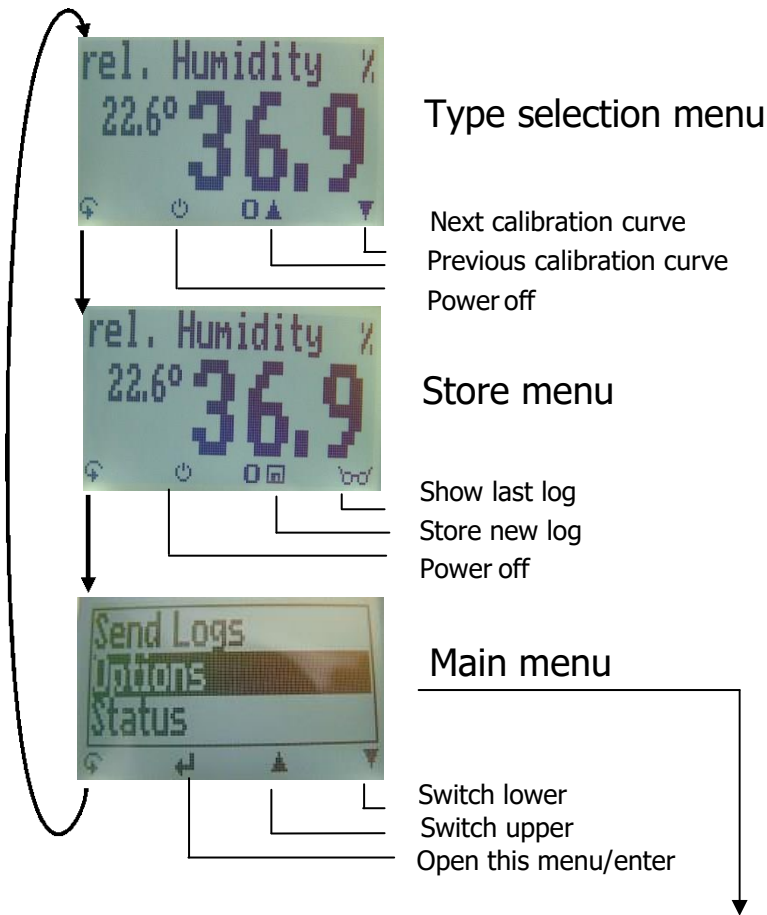 rel. Humidity %
22.6° 36.9
0
Type selection menu
Next calibration curve
Previous calibration curve
Power off
rel. Humidity %
22.6° 36.9
0
Store menu
Show last log
Store new log
Power off
Send Logs
Options
Status
Main menu
Switch lower
Switch upper
Open this menu/enter